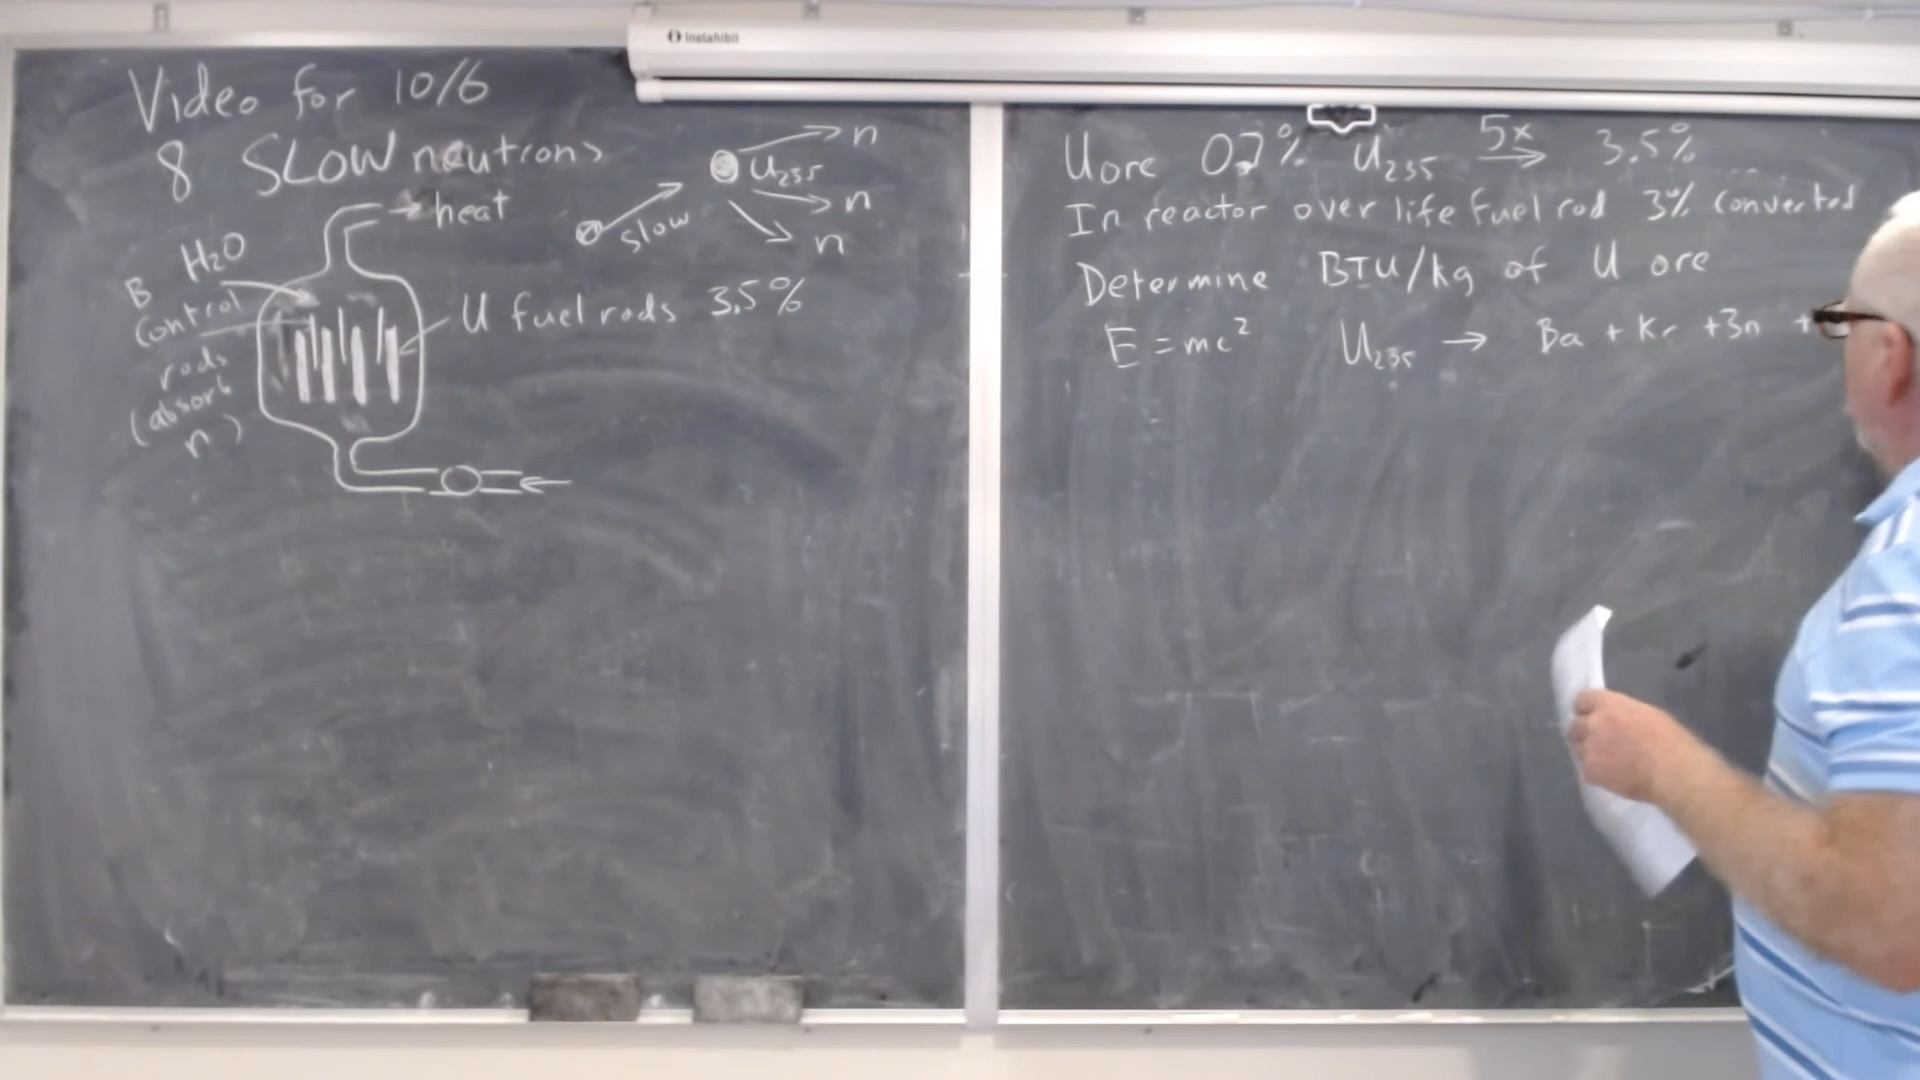 Instahibit
Video for 10/6
8 SLOW neutrons
n
U235
n
n
slow
heat
H2O
B
control
rods
(absorb
n)
U fuel rods 3.5%
U ore 0.7% U235 5x → 3.5%
In reactor over life fuel rod 3% converted
Determine BTU/kg of U ore
E = mc² U235 → Ba + Kr + 3n +